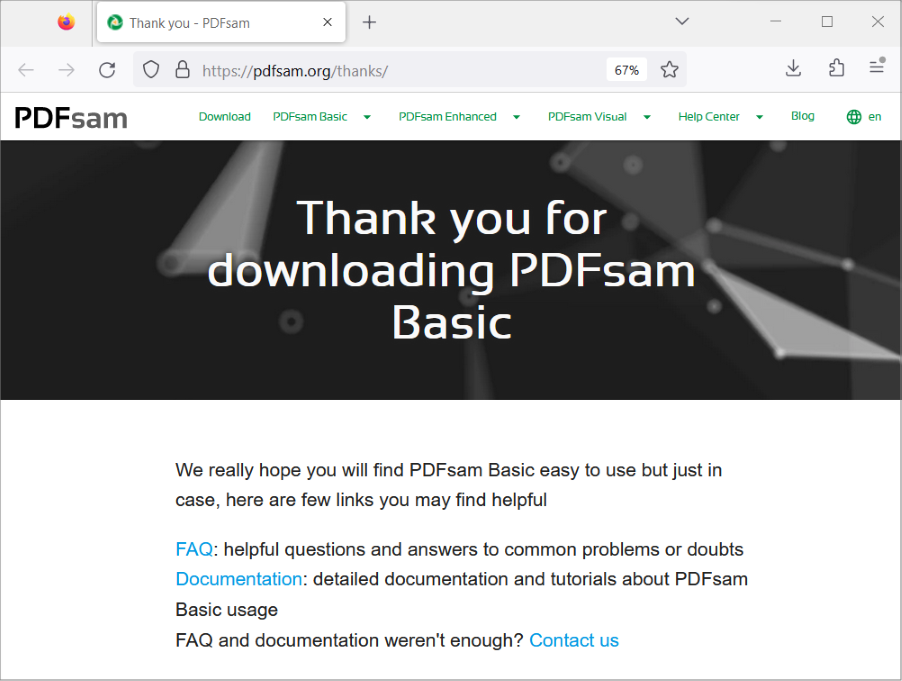 Thank you - PDFsam
https://pdfsam.org/thanks/ 67%
PDFsam Download PDFsam Basic PDFsam Enhanced PDFsam Visual Help Center Blog en
Thank you for
downloading PDFsam
Basic
We really hope you will find PDFsam Basic easy to use but just in
case, here are few links you may find helpful
FAQ: helpful questions and answers to common problems or doubts
Documentation: detailed documentation and tutorials about PDFsam
Basic usage
FAQ and documentation weren't enough? Contact us